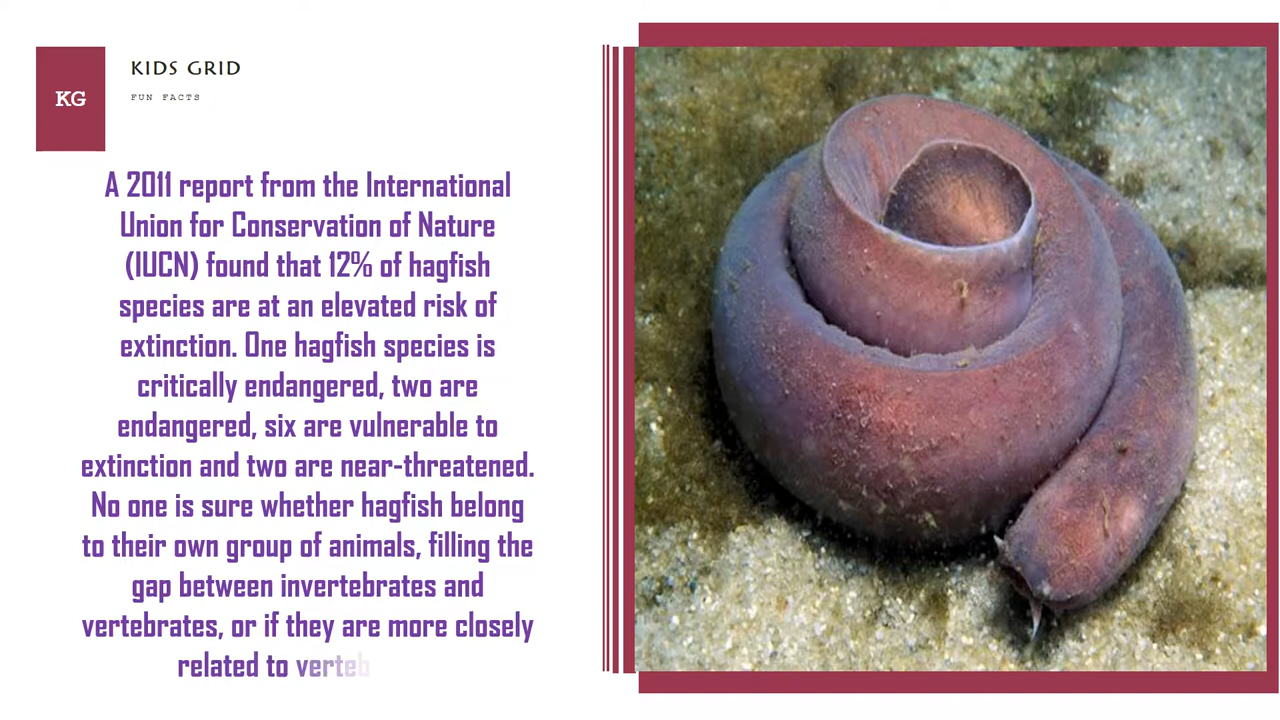 KG
KIDS GRID
FUN FACTS
A 2011 report from the International
Union for Conservation of Nature
(IUCN) found that 12% of hagfish
species are at an elevated risk of
extinction. One hagfish species is
critically endangered, two are
endangered, six are vulnerable to
extinction and two are near-threatened.
No one is sure whether hagfish belong
to their own group of animals, filling the
gap between invertebrates and
vertebrates, or if they are more closely
related to verteb